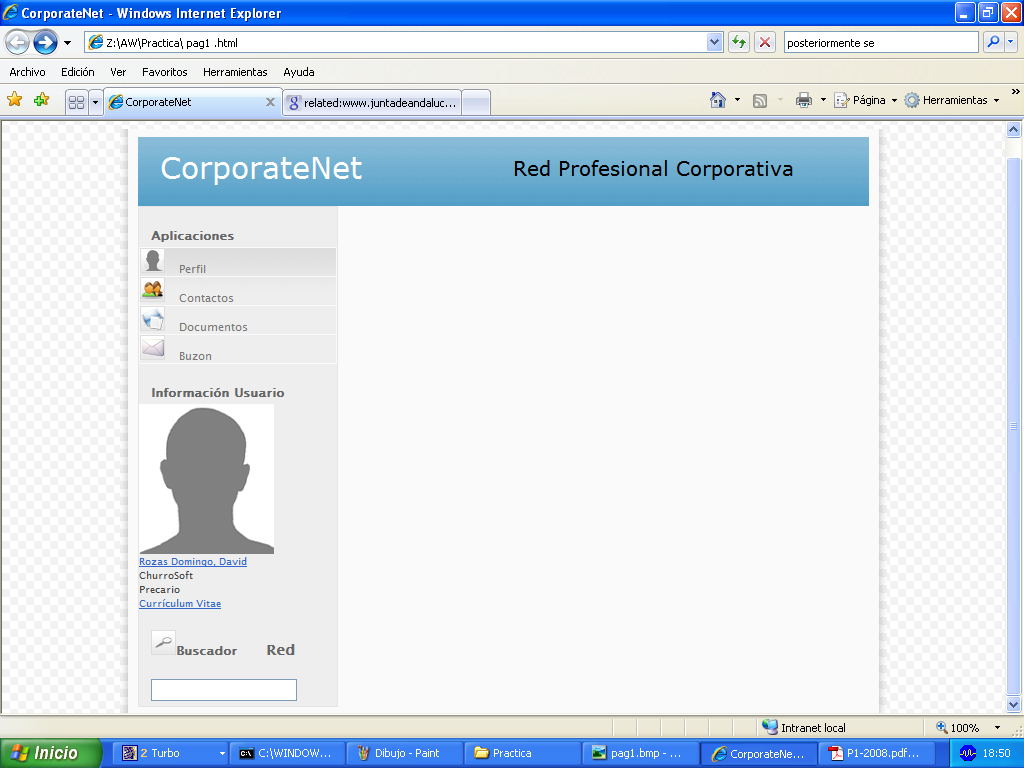 CorporateNet - Windows Internet Explorer
Z:\AW\Practica\ pag1 .html
posteriormente se
Archivo Edición Ver Favoritos Herramientas Ayuda
CorporateNet
related:www.juntadeandaluc...
Página
Herramientas
»
CorporateNet
Red Profesional Corporativa
Aplicaciones
Perfil
Contactos
Documentos
Buzon
Información Usuario
Rozas Domingo, David
ChurroSoft
Precario
Currículum Vitae
Buscador Red
Intranet local
100%
Inicio
2 Turbo
C:\WINDOW...
Dibujo - Paint
Practica
pag1.bmp - ...
CorporateNe...
P1-2008.pdf...
18:50